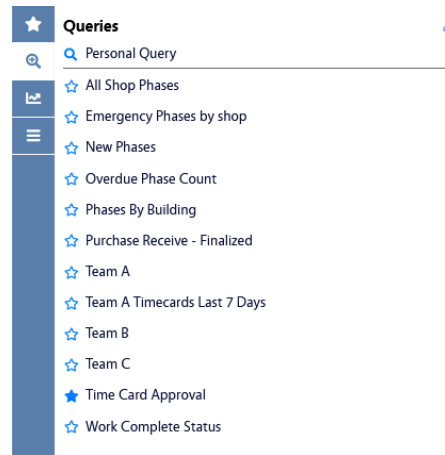 Queries
Personal Query
All Shop Phases
Emergency Phases by shop
New Phases
Overdue Phase Count
Phases By Building
Purchase Receive - Finalized
Team A
Team A Timecards Last 7 Days
Team B
Team C
Time Card Approval
Work Complete Status